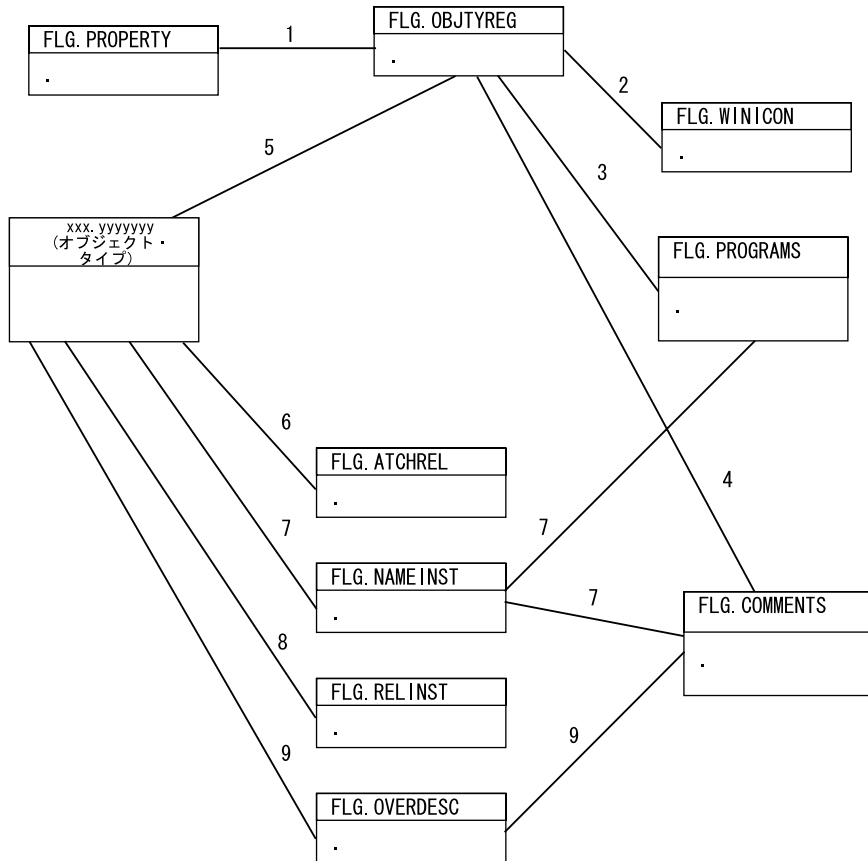 FLG.OBJTYREG
.
FLG.PROPERTY
.
1
2
FLG.WINICON
.
5
3
xxx.yyyyyyy
(オブジェクト・
タイプ)
FLG.PROGRAMS
.
6
FLG.ATCHREL
.
4
7
7
FLG.NAMEINST
.
7
FLG.COMMENTS
.
8
FLG.RELINST
.
9
9
FLG.OVERDESC
.